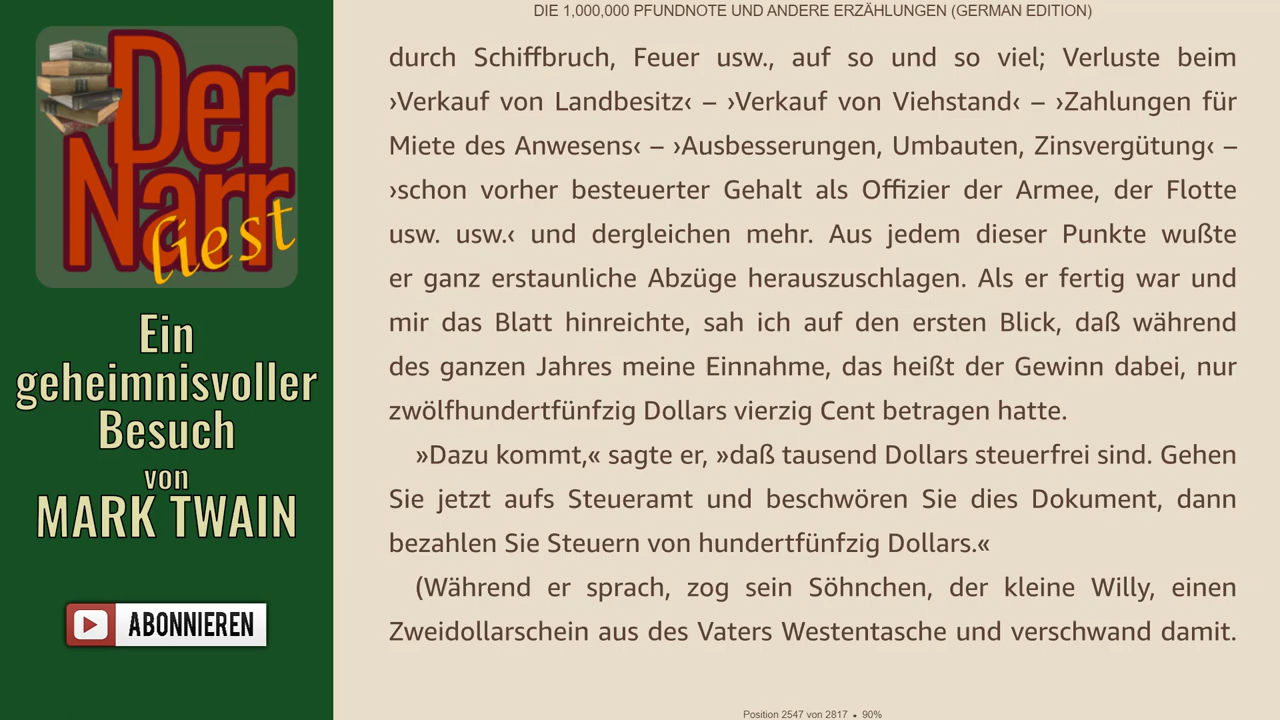 Der
Narr
liest
Ein
geheimnisvoller
Besuch
von
MARK TWAIN
ABONNIEREN
DIE 1,000,000 PFUNDNOTE UND ANDERE ERZÄHLUNGEN (GERMAN EDITION)
durch Schiffbruch, Feuer usw., auf so und so viel; Verluste beim
›Verkauf von Landbesitz‹ – ›Verkauf von Viehstand‹ – ›Zahlungen für
Miete des Anwesens‹ – ›Ausbesserungen, Umbauten, Zinsvergütung‹ –
›schon vorher besteuerter Gehalt als Offizier der Armee, der Flotte
usw. usw.‹ und dergleichen mehr. Aus jedem dieser Punkte wußte
er ganz erstaunliche Abzüge herauszuschlagen. Als er fertig war und
mir das Blatt hinreichte, sah ich auf den ersten Blick, daß während
des ganzen Jahres meine Einnahme, das heißt der Gewinn dabei, nur
zwölfhundertfünfzig Dollars vierzig Cent betragen hatte.
»Dazu kommt,« sagte er, »daß tausend Dollars steuerfrei sind. Gehen
Sie jetzt aufs Steueramt und beschwören Sie dies Dokument, dann
bezahlen Sie Steuern von hundertfünfzig Dollars.«
(Während er sprach, zog sein Söhnchen, der kleine Willy, einen
Zweidollarschein aus des Vaters Westentasche und verschwand damit.
Position 2547 von 2817 • 90%